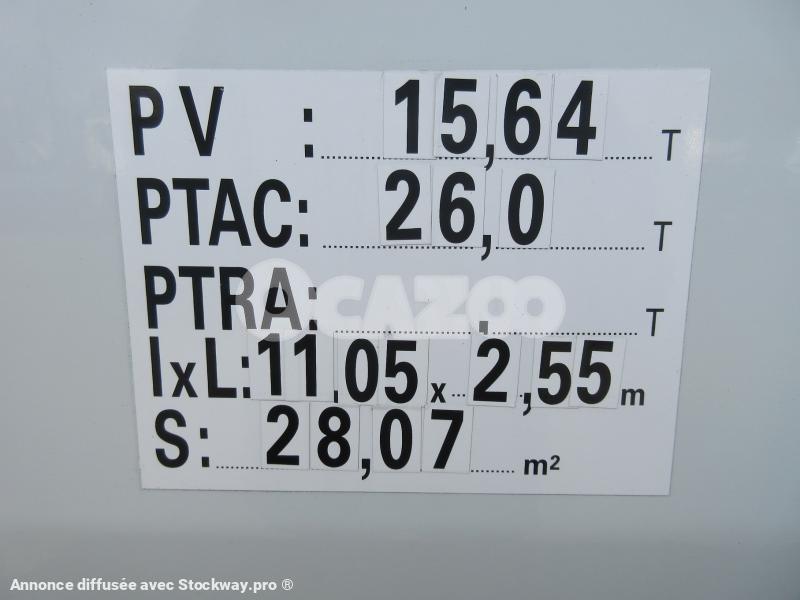 PV : 15,64 T
PTAC: 26,0 T
PTRA: , T
lxL: 11,05 x 2,55 m
S: 28,07 m²
CAZOO
Annonce diffusée avec Stockway.pro ®